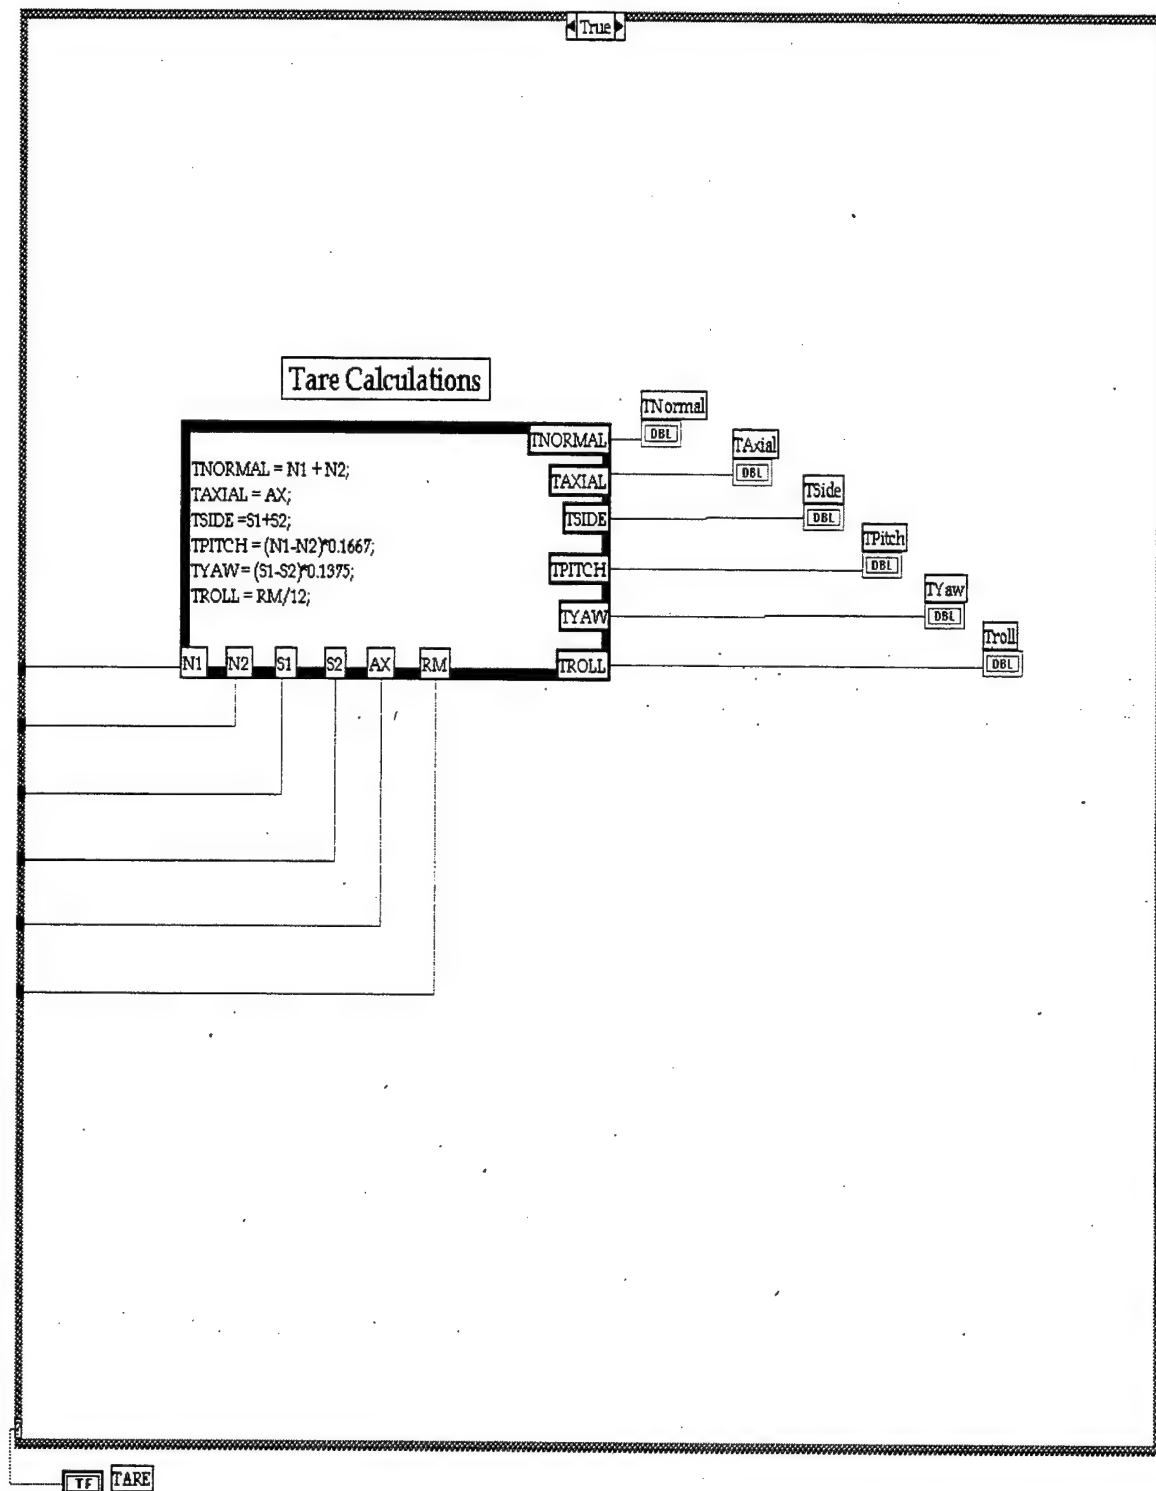 True
Tare Calculations
TNORMAL = N1 + N2;
TAXIAL = AX;
TSIDE =S1+S2;
TPITCH = (N1-N2)*0.1667;
TYAW = (S1-S2)*0.1375;
TROLL = RM/12;
TNORMAL
TAXIAL
TSIDE
TPITCH
TYAW
TROLL
N1 N2 S1 S2 AX RM
TNormal
DBL
TAxial
DBL
TSide
DBL
TPitch
DBL
TYaw
DBL
Troll
DBL
TF TARE